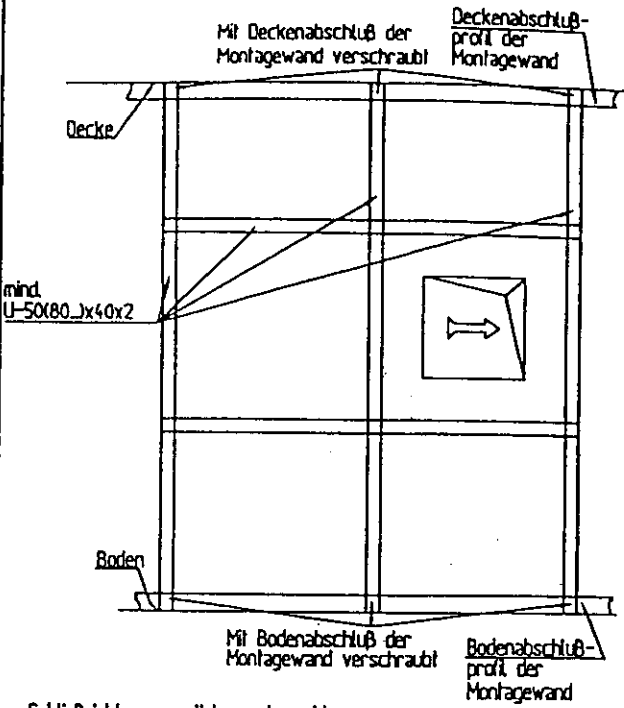 Mit Deckenabschluß der
Montagewand verschraubt
Deckenabschluß-
profil der
Montagewand
Decke
mind.
U-50(80..)x40x2
Boden
Mit Bodenabschluß der
Montagewand verschraubt
Bodenabschluß-
profil der
Montagewand